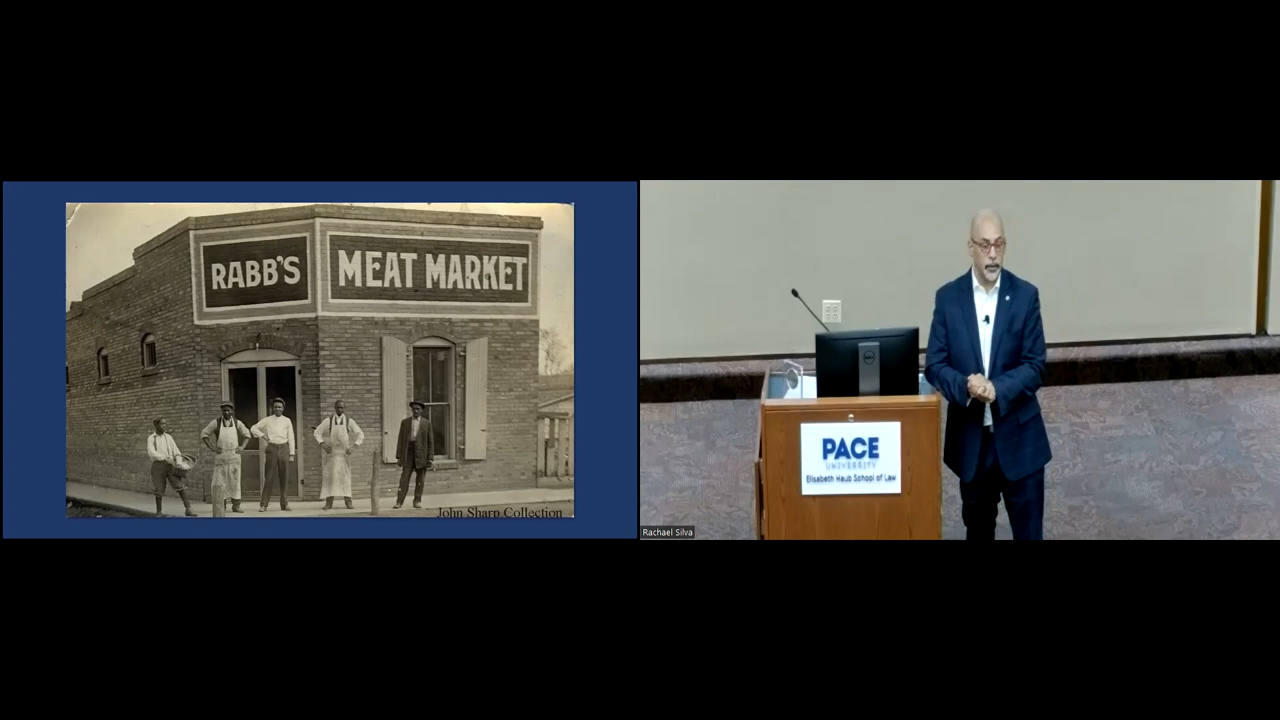 RABB'S
MEAT MARKET
John Sharp Collection
PACE
UNIVERSITY
Elisabeth Haub School of Law
Rachael Silva